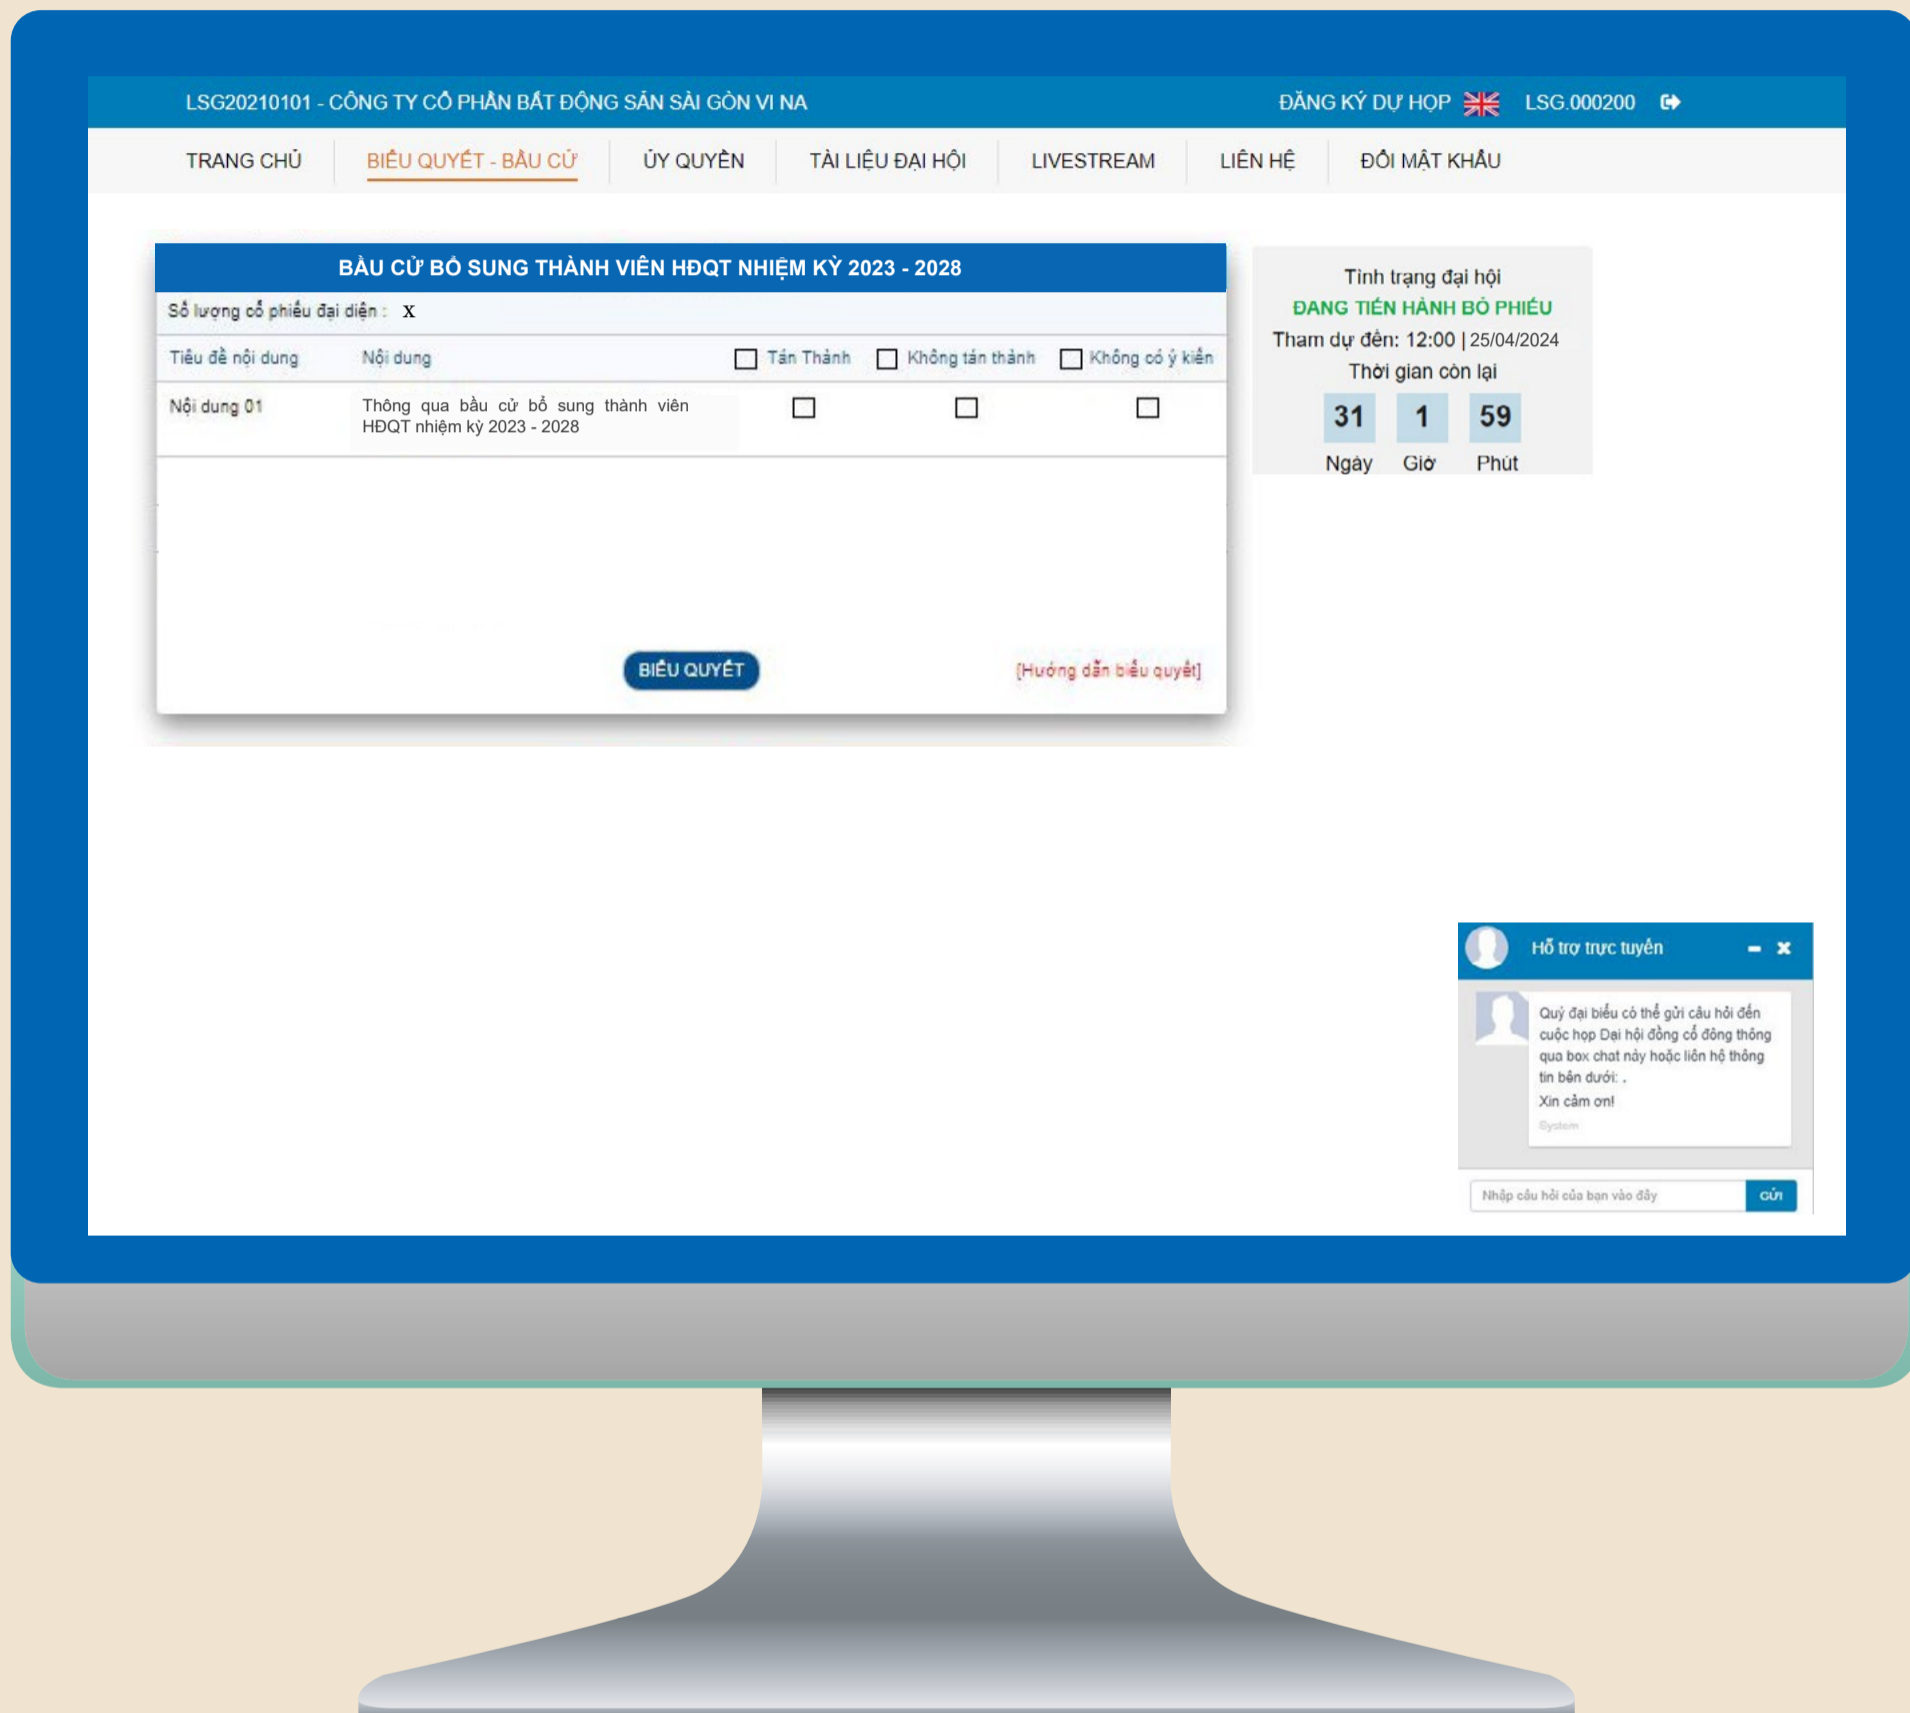 LSG20210101 - CÔNG TY CỔ PHẦN BẤT ĐỘNG SẢN SÀI GÒN VI NA
ĐĂNG KÝ DỰ HỌP LSG.000200
TRANG CHỦ BIỂU QUYẾT - BẦU CỬ ỦY QUYỀN TÀI LIỆU ĐẠI HỘI LIVESTREAM LIÊN HỆ ĐỔI MẬT KHẨU
BẦU CỬ BỔ SUNG THÀNH VIÊN HĐQT NHIỆM KỲ 2023 - 2028
Số lượng cổ phiếu đại diện : x
Tiêu đề nội dung Nội dung Tán Thành Không tán thành Không có ý kiến
Nội dung 01 Thông qua bầu cử bổ sung thành viên
HĐQT nhiệm kỳ 2023 - 2028
BIỂU QUYẾT [Hướng dẫn biểu quyết]
Tình trạng đại hội
ĐANG TIẾN HÀNH BỎ PHIẾU
Tham dự đến: 12:00 | 25/04/2024
Thời gian còn lại
31 1 59
Ngày Giờ Phút
Hỗ trợ trực tuyến
Quý đại biểu có thể gửi câu hỏi đến
cuộc họp Đại hội đồng cổ đông thông
qua box chat này hoặc liên hệ thông
tin bên dưới: .
Xin cảm ơn!
System
Nhập câu hỏi của bạn vào đây GỬI